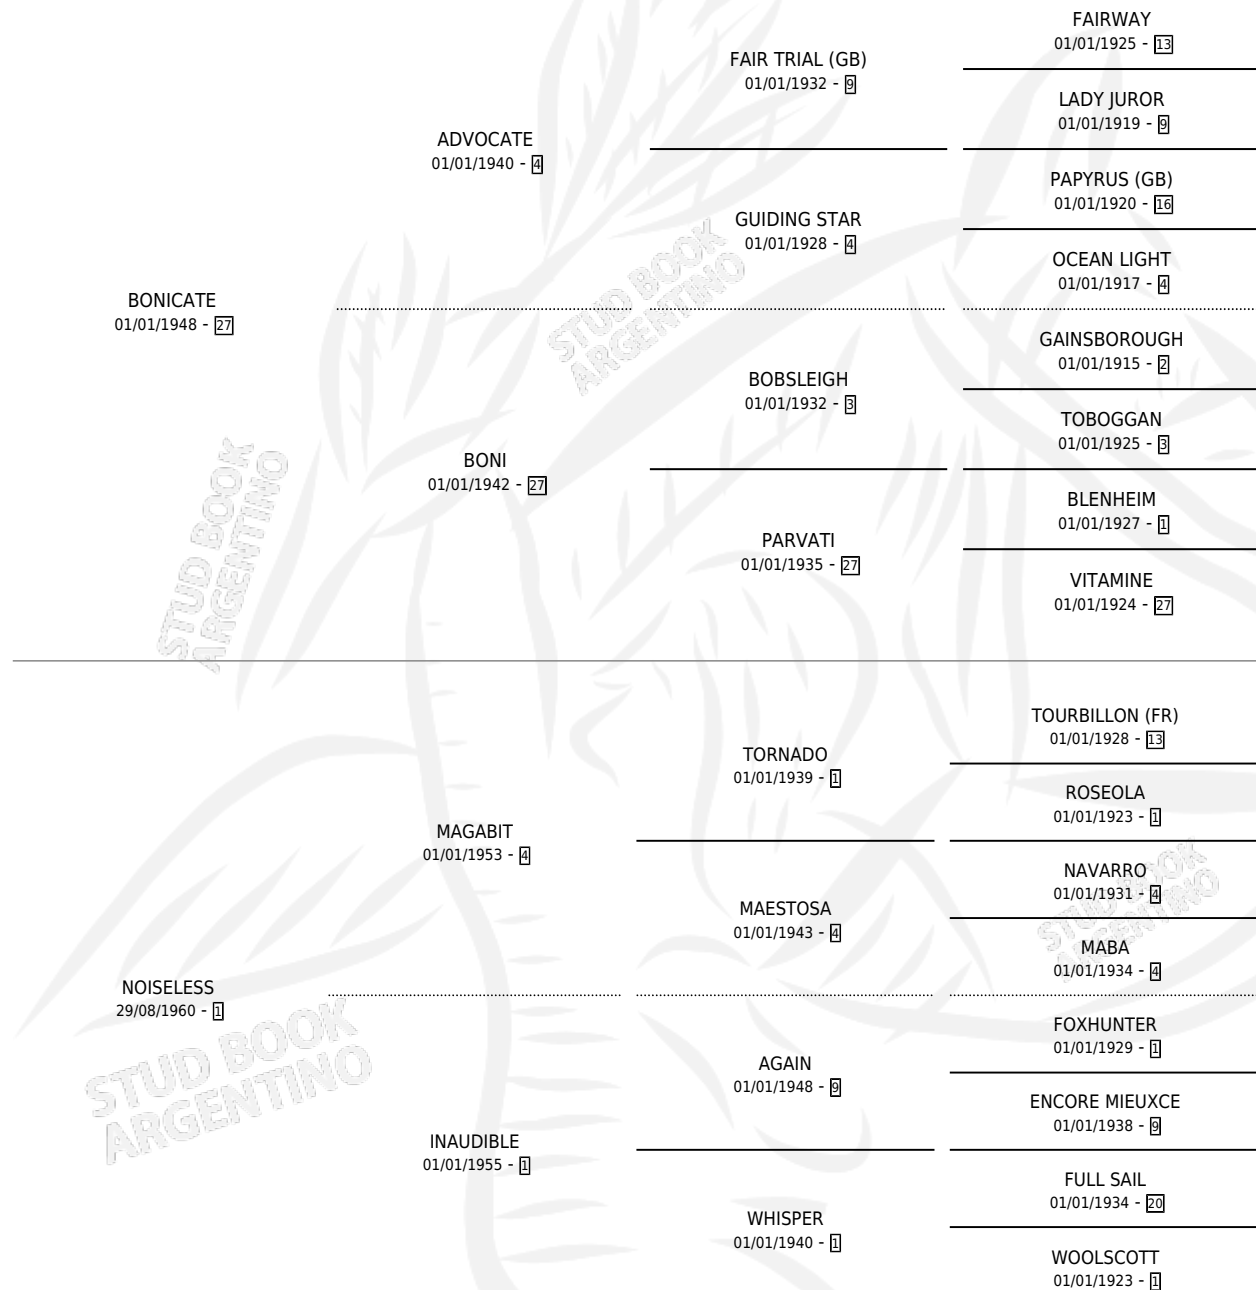 FAIRWAY
01/01/1925 - 13
FAIR TRIAL (GB)
01/01/1932 - 9
LADY JUROR
01/01/1919 - 9
ADVOCATE
01/01/1940 - 4
PAPYRUS (GB)
01/01/1920 - 16
GUIDING STAR
01/01/1928 - 4
OCEAN LIGHT
01/01/1917 - 4
BONICATE
01/01/1948 - 27
GAINSBOROUGH
01/01/1915 - 2
BOBSLEIGH
01/01/1932 - 3
TOBOGGAN
01/01/1925 - 3
BONI
01/01/1942 - 27
BLENHEIM
01/01/1927 - 1
PARVATI
01/01/1935 - 27
VITAMINE
01/01/1924 - 27
TOURBILLON (FR)
01/01/1928 - 13
TORNADO
01/01/1939 - 1
ROSEOLA
01/01/1923 - 1
MAGABIT
01/01/1953 - 4
NAVARRO
01/01/1931 - 4
MAESTOSA
01/01/1943 - 4
MABA
01/01/1934 - 4
NOISELESS
29/08/1960 - 1
FOXHUNTER
01/01/1929 - 1
AGAIN
01/01/1948 - 9
ENCORE MIEUXCE
01/01/1938 - 9
INAUDIBLE
01/01/1955 - 1
FULL SAIL
01/01/1934 - 20
WHISPER
01/01/1940 - 1
WOOLSCOTT
01/01/1923 - 1
STUD BOOK
ARGENTINO
STUD BOOK
ARGENTINO
STUD BOOK
ARGENTINO
STUD BOOK
ARGENTINO